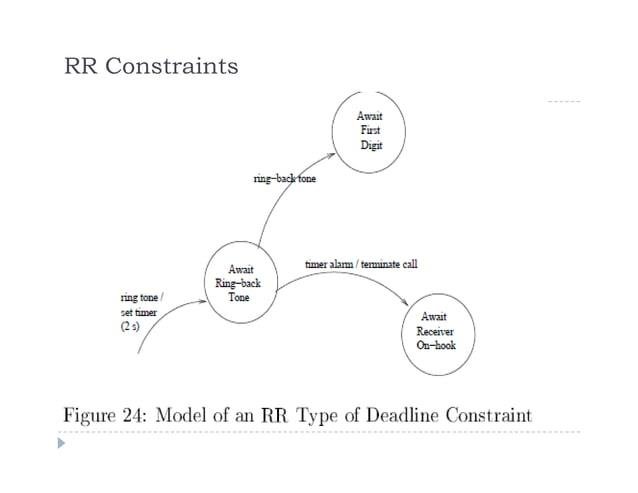 RR Constraints
Await
First
Digit
ring-back tone
Await
Ring-back
Tone
timer alarm / terminate call
ring tone /
set timer
(2 s)
Await
Receiver
On-hook
Figure 24: Model of an RR Type of Deadline Constraint